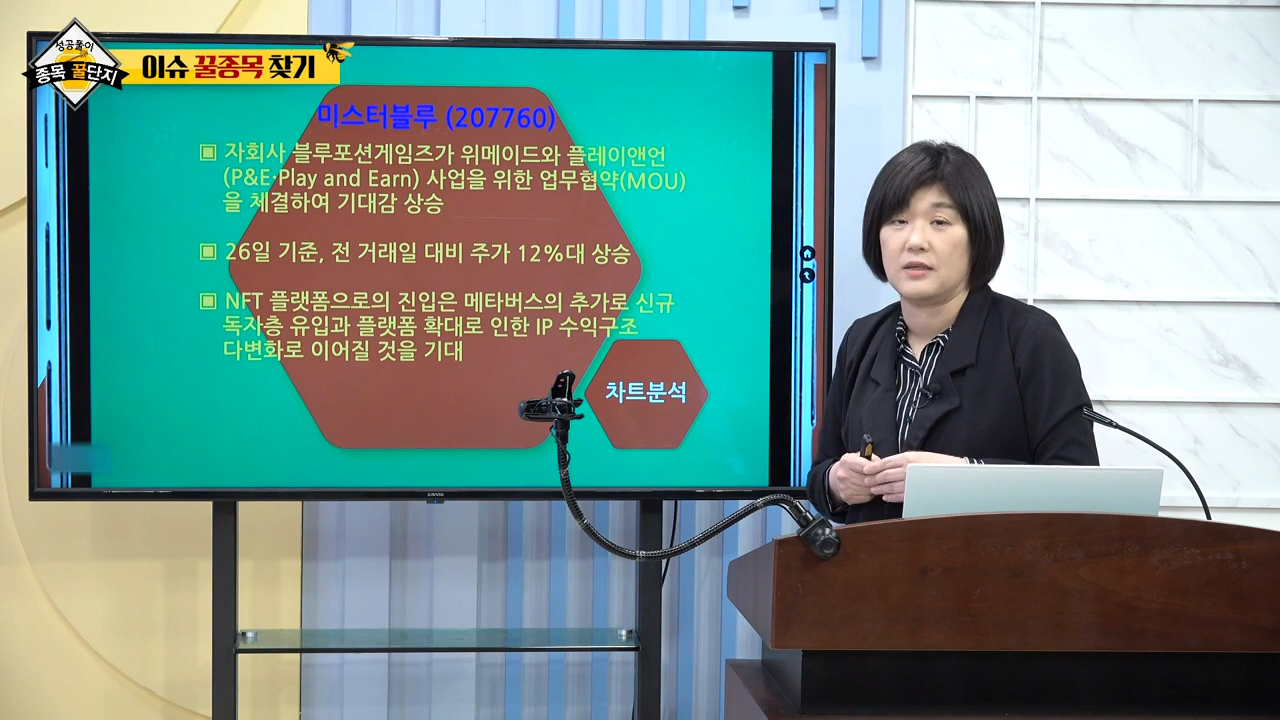 성공풀이
종목 꿀단지
이슈 꿀종목 찾기
미스터블루 (207760)
▣ 자회사 블루포션게임즈가 위메이드와 플레이앤언
(P&E·Play and Earn) 사업을 위한 업무협약(MOU)
을 체결하여 기대감 상승
▣ 26일 기준, 전 거래일 대비 주가 12%대 상승
▣ NFT 플랫폼으로의 진입은 메타버스의 추가로 신규
독자층 유입과 플랫폼 확대로 인한 IP 수익구조
다변화로 이어질 것을 기대
차트분석